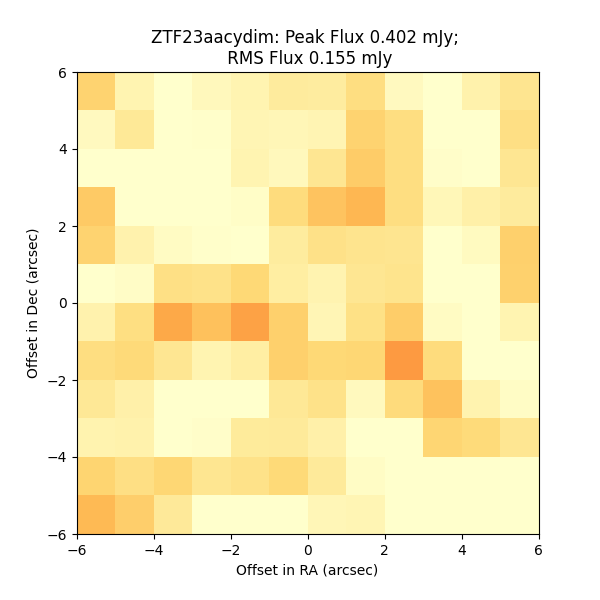 ZTF23aacydim: Peak Flux 0.402 mJy;
RMS Flux 0.155 mJy
6
4
2
0
−2
−4
−6
Offset in Dec (arcsec)
−6 −4 −2 0 2 4 6
Offset in RA (arcsec)